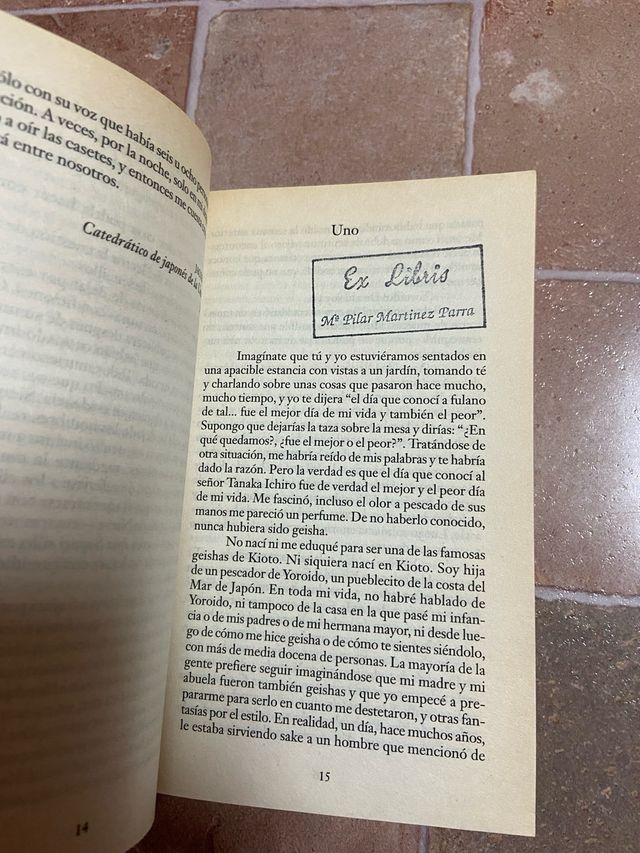 ólo con su voz que había seis u ocho
ción. A veces, por la noche, solo en mi
a oír las casetes, y entonces me
á entre nosotros.
Catedrático de japonés de la
14
Uno
Ex Libris
Mª Pilar Martinez Parra
Imagínate que tú y yo estuviéramos sentados en
una apacible estancia con vistas a un jardín, tomando té
y charlando sobre unas cosas que pasaron hace mucho,
mucho tiempo, y yo te dijera “el día que conocí a fulano
de tal... fue el mejor día de mi vida y también el peor”.
Supongo que dejarías la taza sobre la mesa y dirías: “¿En
qué quedamos?, ¿fue el mejor o el peor?”. Tratándose de
otra situación, me habría reído de mis palabras y te habría
dado la razón. Pero la verdad es que el día que conocí al
señor Tanaka Ichiro fue de verdad el mejor y el peor día
de mi vida. Me fascinó, incluso el olor a pescado de sus
manos me pareció un perfume. De no haberlo conocido,
nunca hubiera sido geisha.
No nací ni me eduqué para ser una de las famosas
geishas de Kioto. Ni siquiera nací en Kioto. Soy hija
de un pescador de Yoroido, un pueblecito de la costa del
Mar de Japón. En toda mi vida, no habré hablado de
Yoroido, ni tampoco de la casa en la que pasé mi infan-
cia o de mis padres o de mi hermana mayor, ni desde lue-
go de cómo me hice geisha o de cómo te sientes siéndolo,
con más de media docena de personas. La mayoría de la
gente prefiere seguir imaginándose que mi madre y mi
abuela fueron también geishas y que yo empecé a pre-
pararme para serlo en cuanto me destetaron, y otras fan-
tasías por el estilo. En realidad, un día, hace muchos años,
le estaba sirviendo sake a un hombre que mencionó de
15